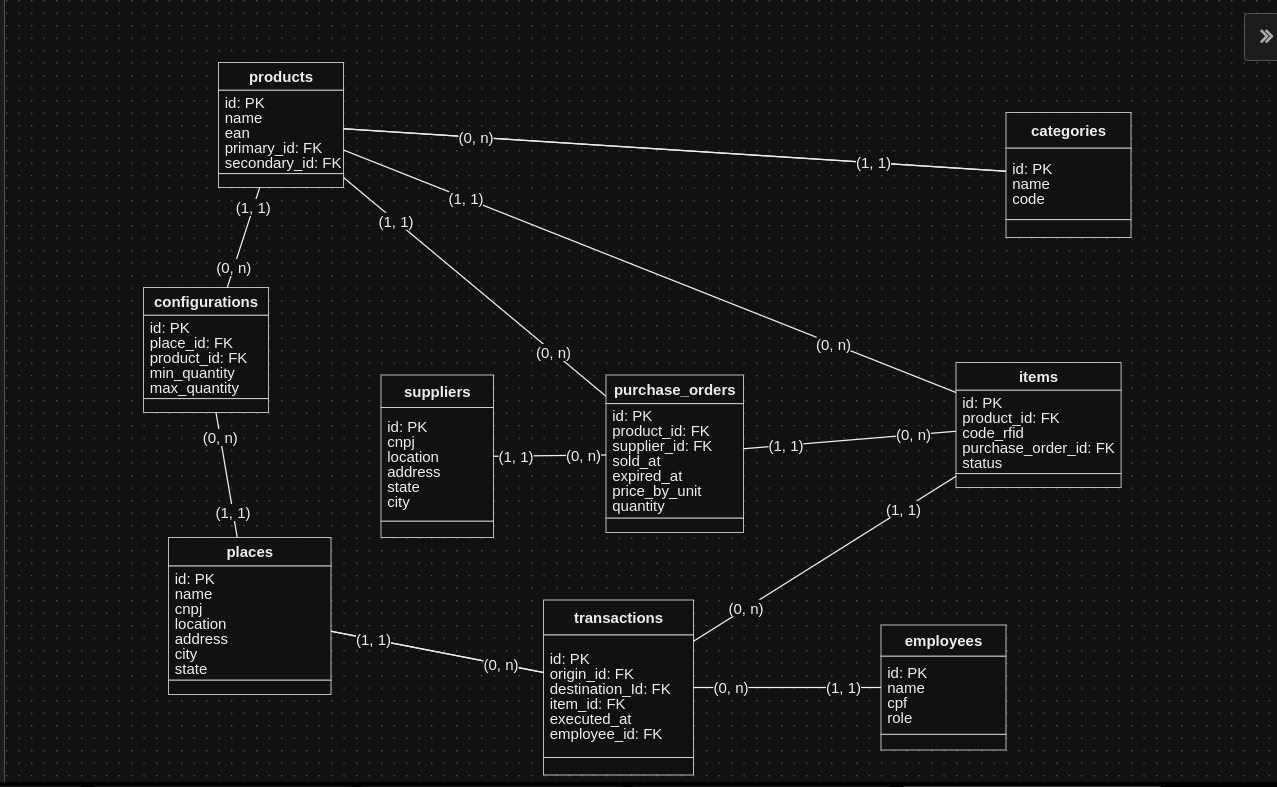 products
id: PK
name
ean
primary_id: FK
secondary_id: FK
(0, n)
(1, 1)
categories
id: PK
name
code
(1, 1)
(0, n)
(1, 1)
(0, n)
(1, 1)
(0, n)
configurations
id: PK
place_id: FK
product_id: FK
min_quantity
max_quantity
suppliers
id: PK
cnpj
location
address
state
city
(1, 1)
(0, n)
purchase_orders
id: PK
product_id: FK
supplier_id: FK
sold_at
expired_at
price_by_unit
quantity
(1, 1)
(0, n)
items
id: PK
product_id: FK
code_rfid
purchase_order_id: FK
status
(0, n)
(1, 1)
(1, 1)
(0, n)
places
id: PK
name
cnpj
location
address
city
state
(1, 1)
(0, n)
transactions
id: PK
origin_id: FK
destination_Id: FK
item_id: FK
executed_at
employee_id: FK
(0, n)
(1, 1)
employees
id: PK
name
cpf
role